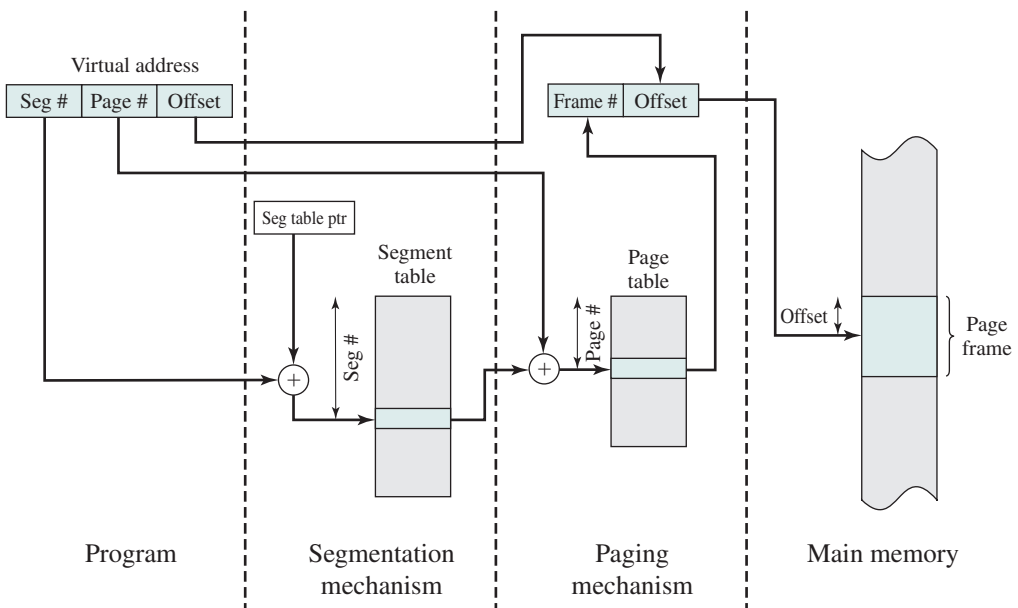 Virtual address
Seg # Page # Offset
Frame # Offset
Seg table ptr
Segment
table
Seg #
+
Page
table
Page #
+
Offset
Page
frame
Program
Segmentation
mechanism
Paging
mechanism
Main memory